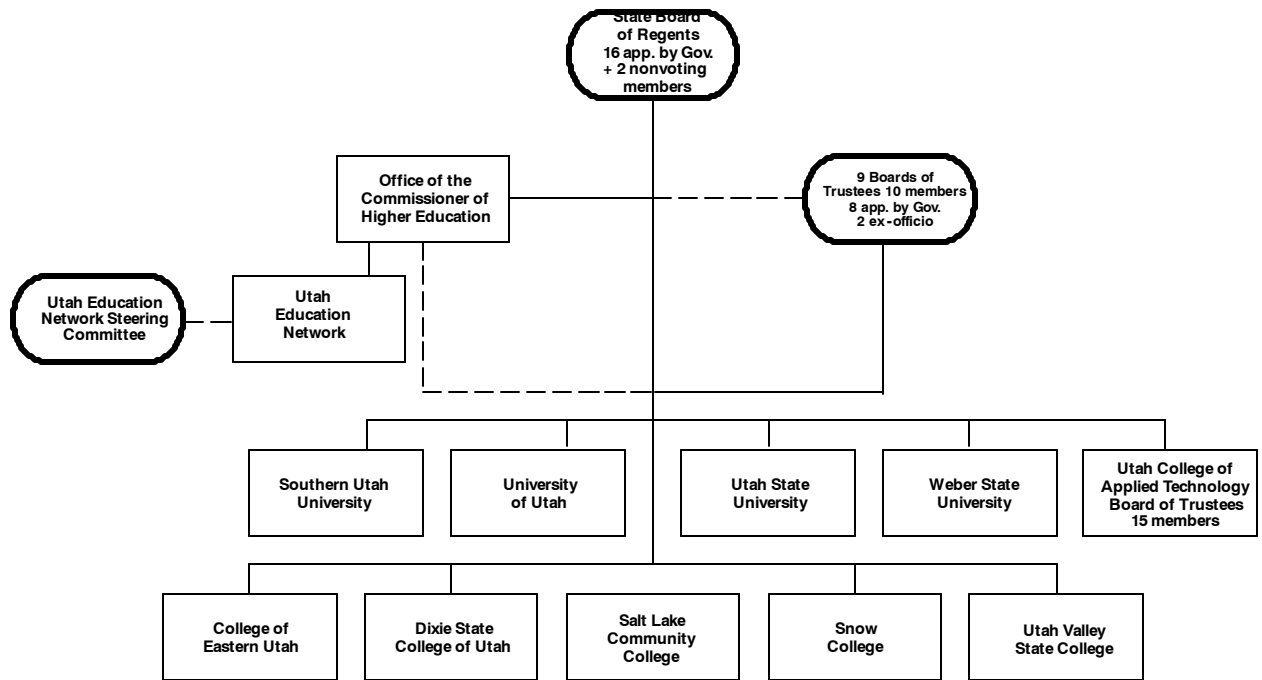 State Board
of Regents
16 app. by Gov.
+ 2 nonvoting
members
Office of the
Commissioner of
Higher Education
9 Boards of
Trustees 10 members
8 app. by Gov.
2 ex-officio
Utah Education
Network Steering
Committee
Utah
Education
Network
Southern Utah
University
University
of Utah
Utah State
University
Weber State
University
Utah College of
Applied Technology
Board of Trustees
15 members
College of
Eastern Utah
Dixie State
College of Utah
Salt Lake
Community
College
Snow
College
Utah Valley
State College